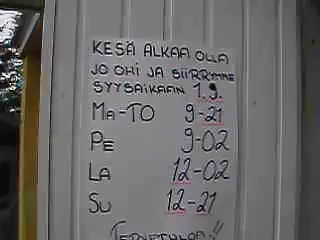 KESÄ ALKAA OLLA
JO OHI JA SIIRRYMME
SYYSAIKAAN 1.9.
MA-TO 9-21
PE 9-02
LA 12-02
SU 12-21
TERVETULOA!!